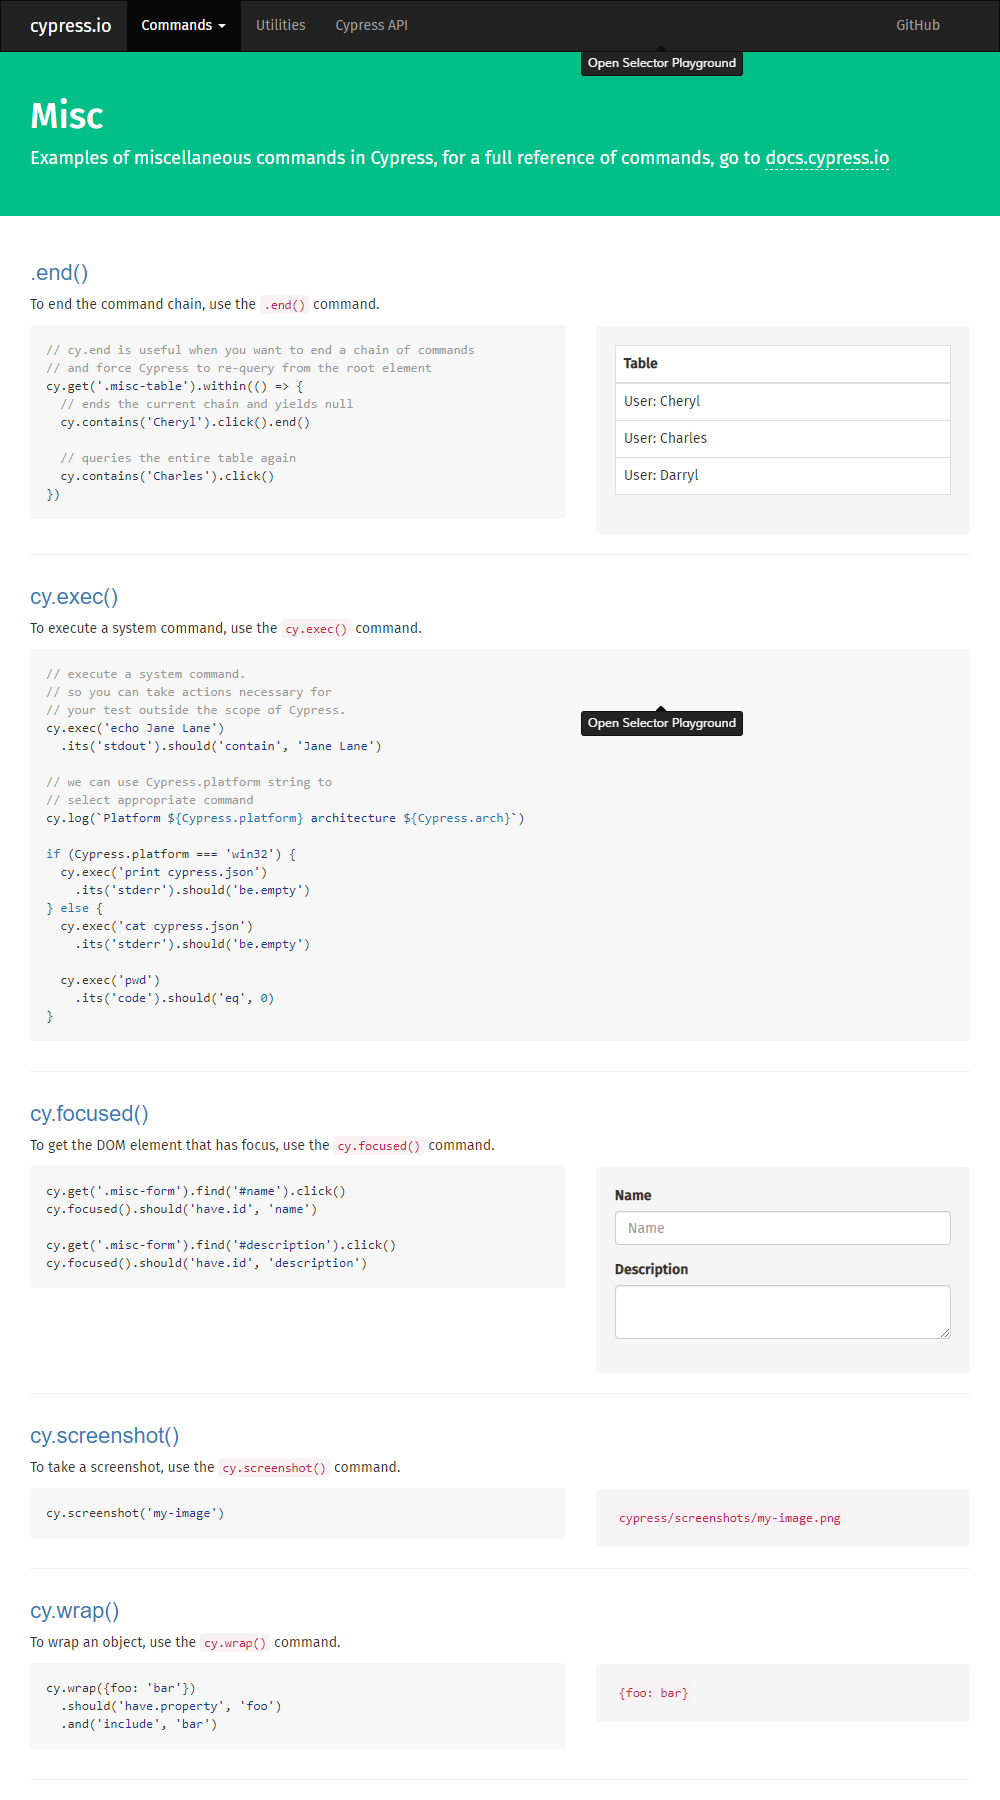 cypress.io Commands Utilities Cypress API GitHub
Open Selector Playground
Misc
Examples of miscellaneous commands in Cypress, for a full reference of commands, go to docs.cypress.io
.end()
To end the command chain, use the .end() command.
// cy.end is useful when you want to end a chain of commands
// and force Cypress to re-query from the root element
cy.get('.misc-table').within(() => {
  // ends the current chain and yields null
  cy.contains('Cheryl').click().end()
  // queries the entire table again
  cy.contains('Charles').click()
})
Table
User: Cheryl
User: Charles
User: Darryl
cy.exec()
To execute a system command, use the cy.exec() command.
// execute a system command.
// so you can take actions necessary for
// your test outside the scope of Cypress.
cy.exec('echo Jane Lane')
  .its('stdout').should('contain', 'Jane Lane')
Open Selector Playground
// we can use Cypress.platform string to
// select appropriate command
cy.log(`Platform ${Cypress.platform} architecture ${Cypress.arch}`)
if (Cypress.platform === 'win32') {
  cy.exec('print cypress.json')
    .its('stderr').should('be.empty')
} else {
  cy.exec('cat cypress.json')
    .its('stderr').should('be.empty')
  cy.exec('pwd')
    .its('code').should('eq', 0)
}
cy.focused()
To get the DOM element that has focus, use the cy.focused() command.
cy.get('.misc-form').find('#name').click()
cy.focused().should('have.id', 'name')
cy.get('.misc-form').find('#description').click()
cy.focused().should('have.id', 'description')
Name
Name
Description
cy.screenshot()
To take a screenshot, use the cy.screenshot() command.
cy.screenshot('my-image')
cypress/screenshots/my-image.png
cy.wrap()
To wrap an object, use the cy.wrap() command.
cy.wrap({foo: 'bar'})
  .should('have.property', 'foo')
  .and('include', 'bar')
{foo: bar}